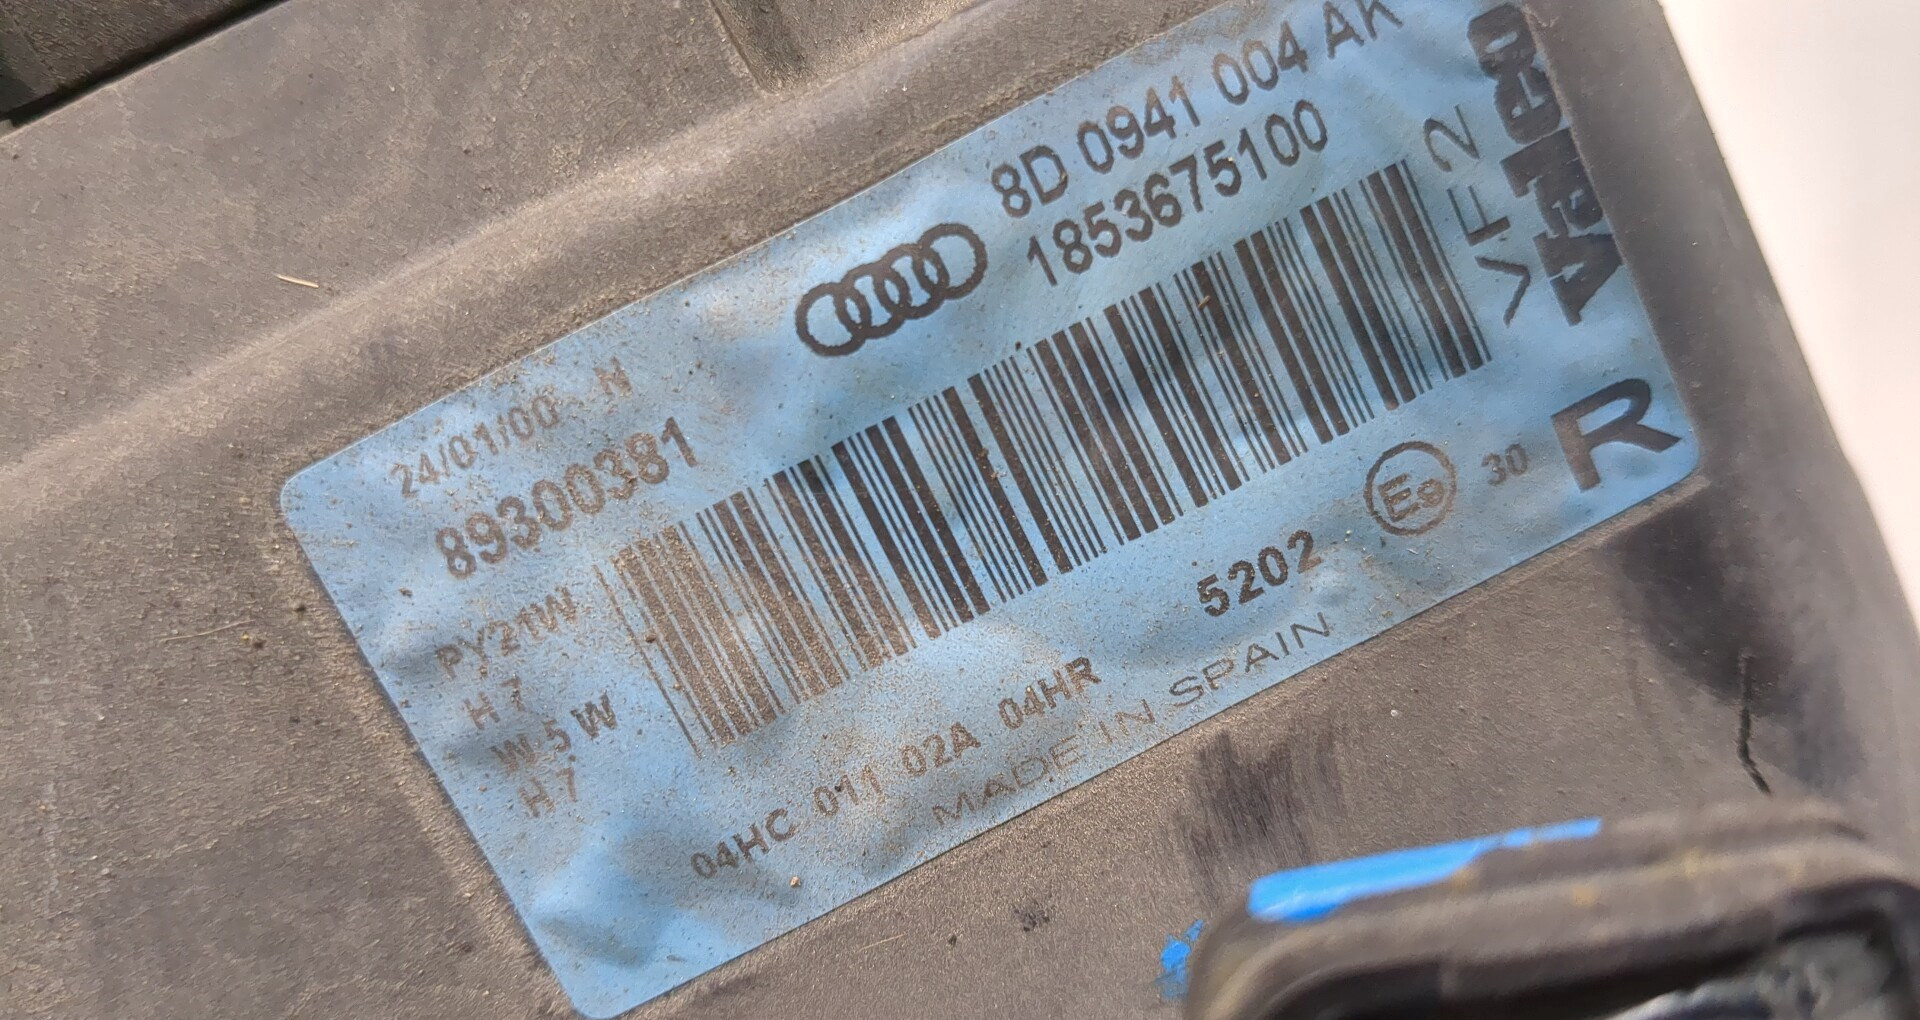 8D 0941 004 AK
1853675100
Valeo
VF2
24/01/00 N
89300381
PY21W
H7
W5W
H7
R
E9 30
5202
04HC 011 02A 04HR
MADE IN SPAIN